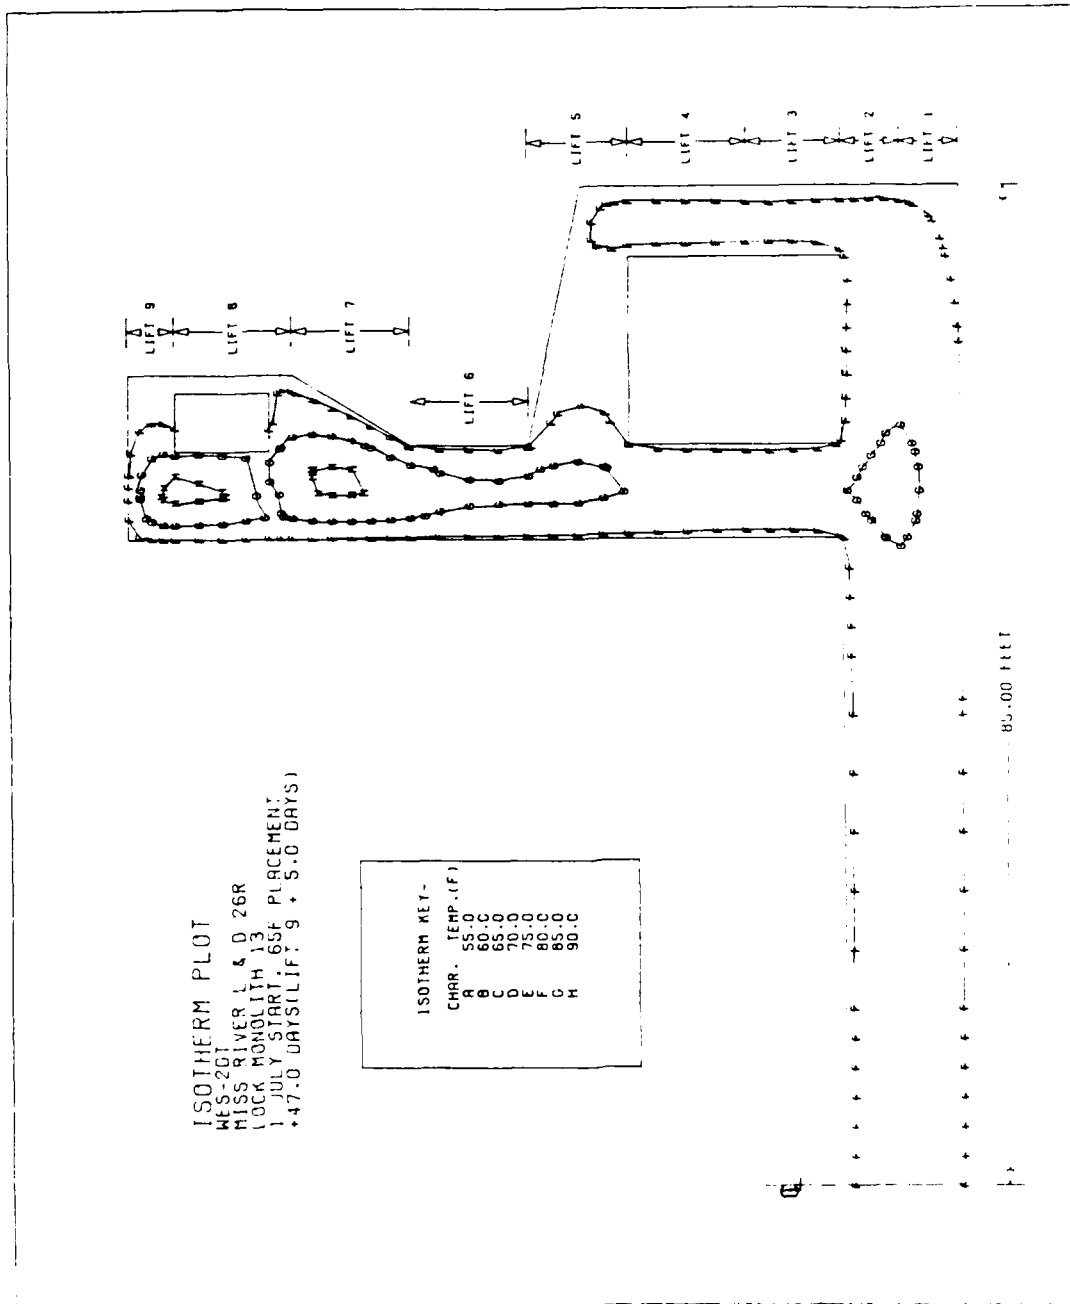 ISOTHERM PLOT
WES-2DT
MISS RIVER L & D 26R
LOCK MONOLITH 13
1 JULY START, 65F PLACEMENT
+47.0 DAYS(LIFT 9 + 5.0 DAYS)
ISOTHERM KEY-
CHAR. TEMP.(F)
A 55.0
B 60.0
C 65.0
D 70.0
E 75.0
F 80.0
G 85.0
H 90.0
LIFT 9
LIFT 8
LIFT 7
LIFT 6
LIFT 5
LIFT 4
LIFT 3
LIFT 2
LIFT 1
FEET